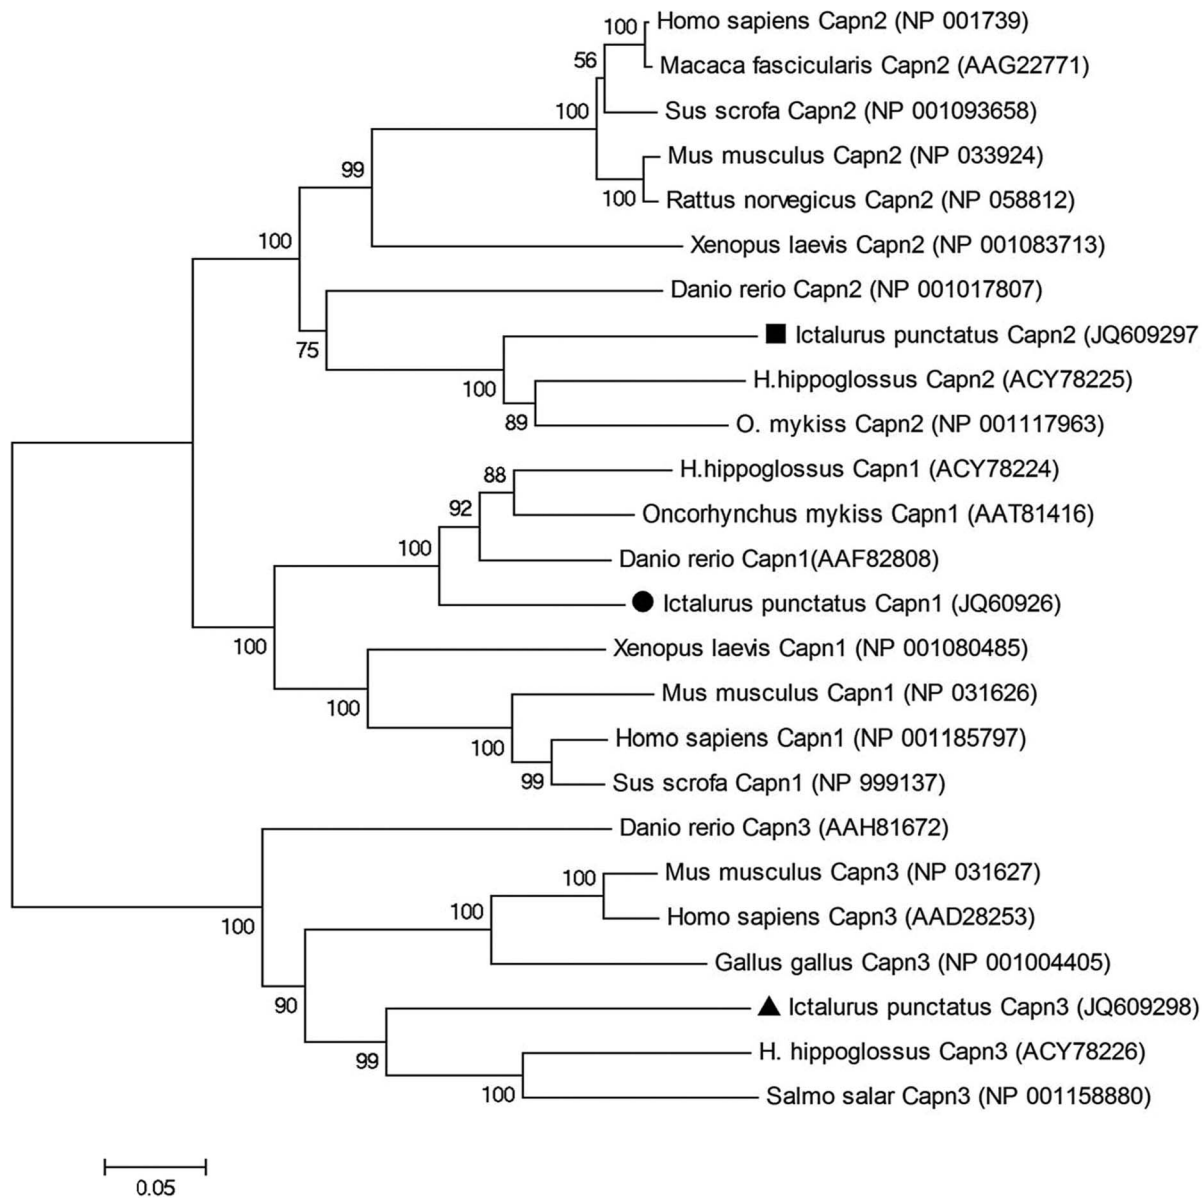 100
Homo sapiens Capn2 (NP 001739)
56
Macaca fascicularis Capn2 (AAG22771)
100
Sus scrofa Capn2 (NP 001093658)
99
Mus musculus Capn2 (NP 033924)
100
Rattus norvegicus Capn2 (NP 058812)
100
Xenopus laevis Capn2 (NP 001083713)
Danio rerio Capn2 (NP 001017807)
75
Ictalurus punctatus Capn2 (JQ609297
100
H.hippoglossus Capn2 (ACY78225)
89
O. mykiss Capn2 (NP 001117963)
88
H.hippoglossus Capn1 (ACY78224)
92
Oncorhynchus mykiss Capn1 (AAT81416)
100
Danio rerio Capn1(AAF82808)
Ictalurus punctatus Capn1 (JQ60926)
100
Xenopus laevis Capn1 (NP 001080485)
100
Mus musculus Capn1 (NP 031626)
100
Homo sapiens Capn1 (NP 001185797)
99
Sus scrofa Capn1 (NP 999137)
Danio rerio Capn3 (AAH81672)
100
100
Mus musculus Capn3 (NP 031627)
100
Homo sapiens Capn3 (AAD28253)
Gallus gallus Capn3 (NP 001004405)
90
Ictalurus punctatus Capn3 (JQ609298)
99
H. hippoglossus Capn3 (ACY78226)
100
Salmo salar Capn3 (NP 001158880)
0.05